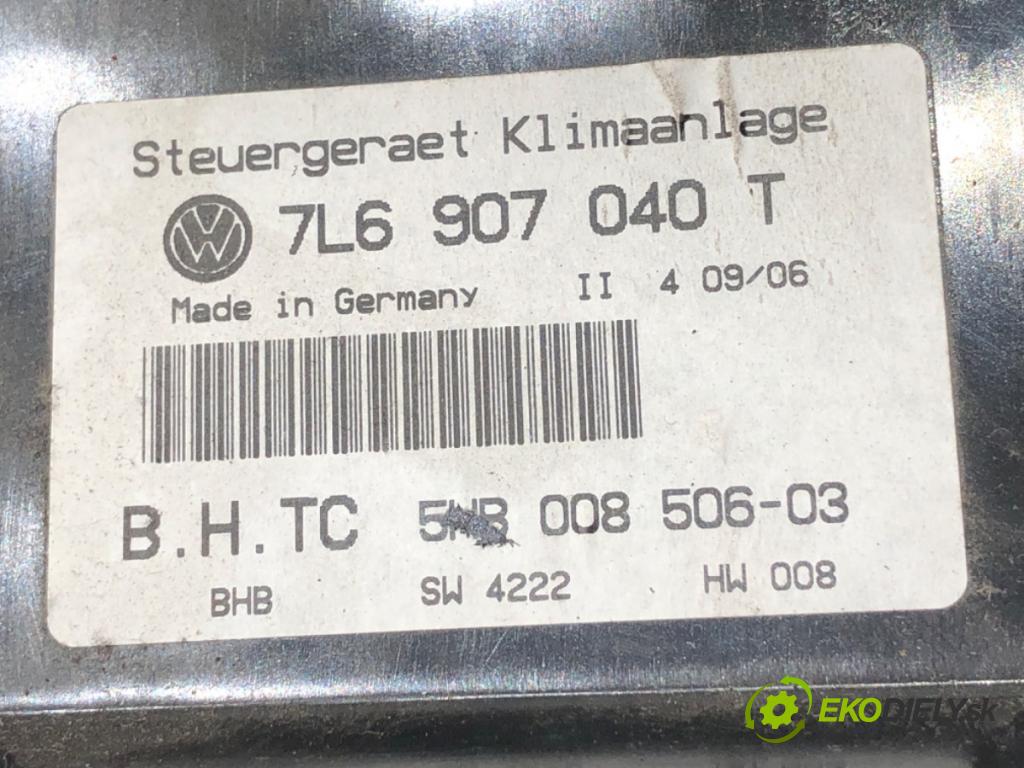 Steuergeraet Klimaanlage
7L6 907 040 T
Made in Germany II 4 09/06
B.H.TC 008 506-03
BHB SW 4222 HW 008
EKODIELY.sk